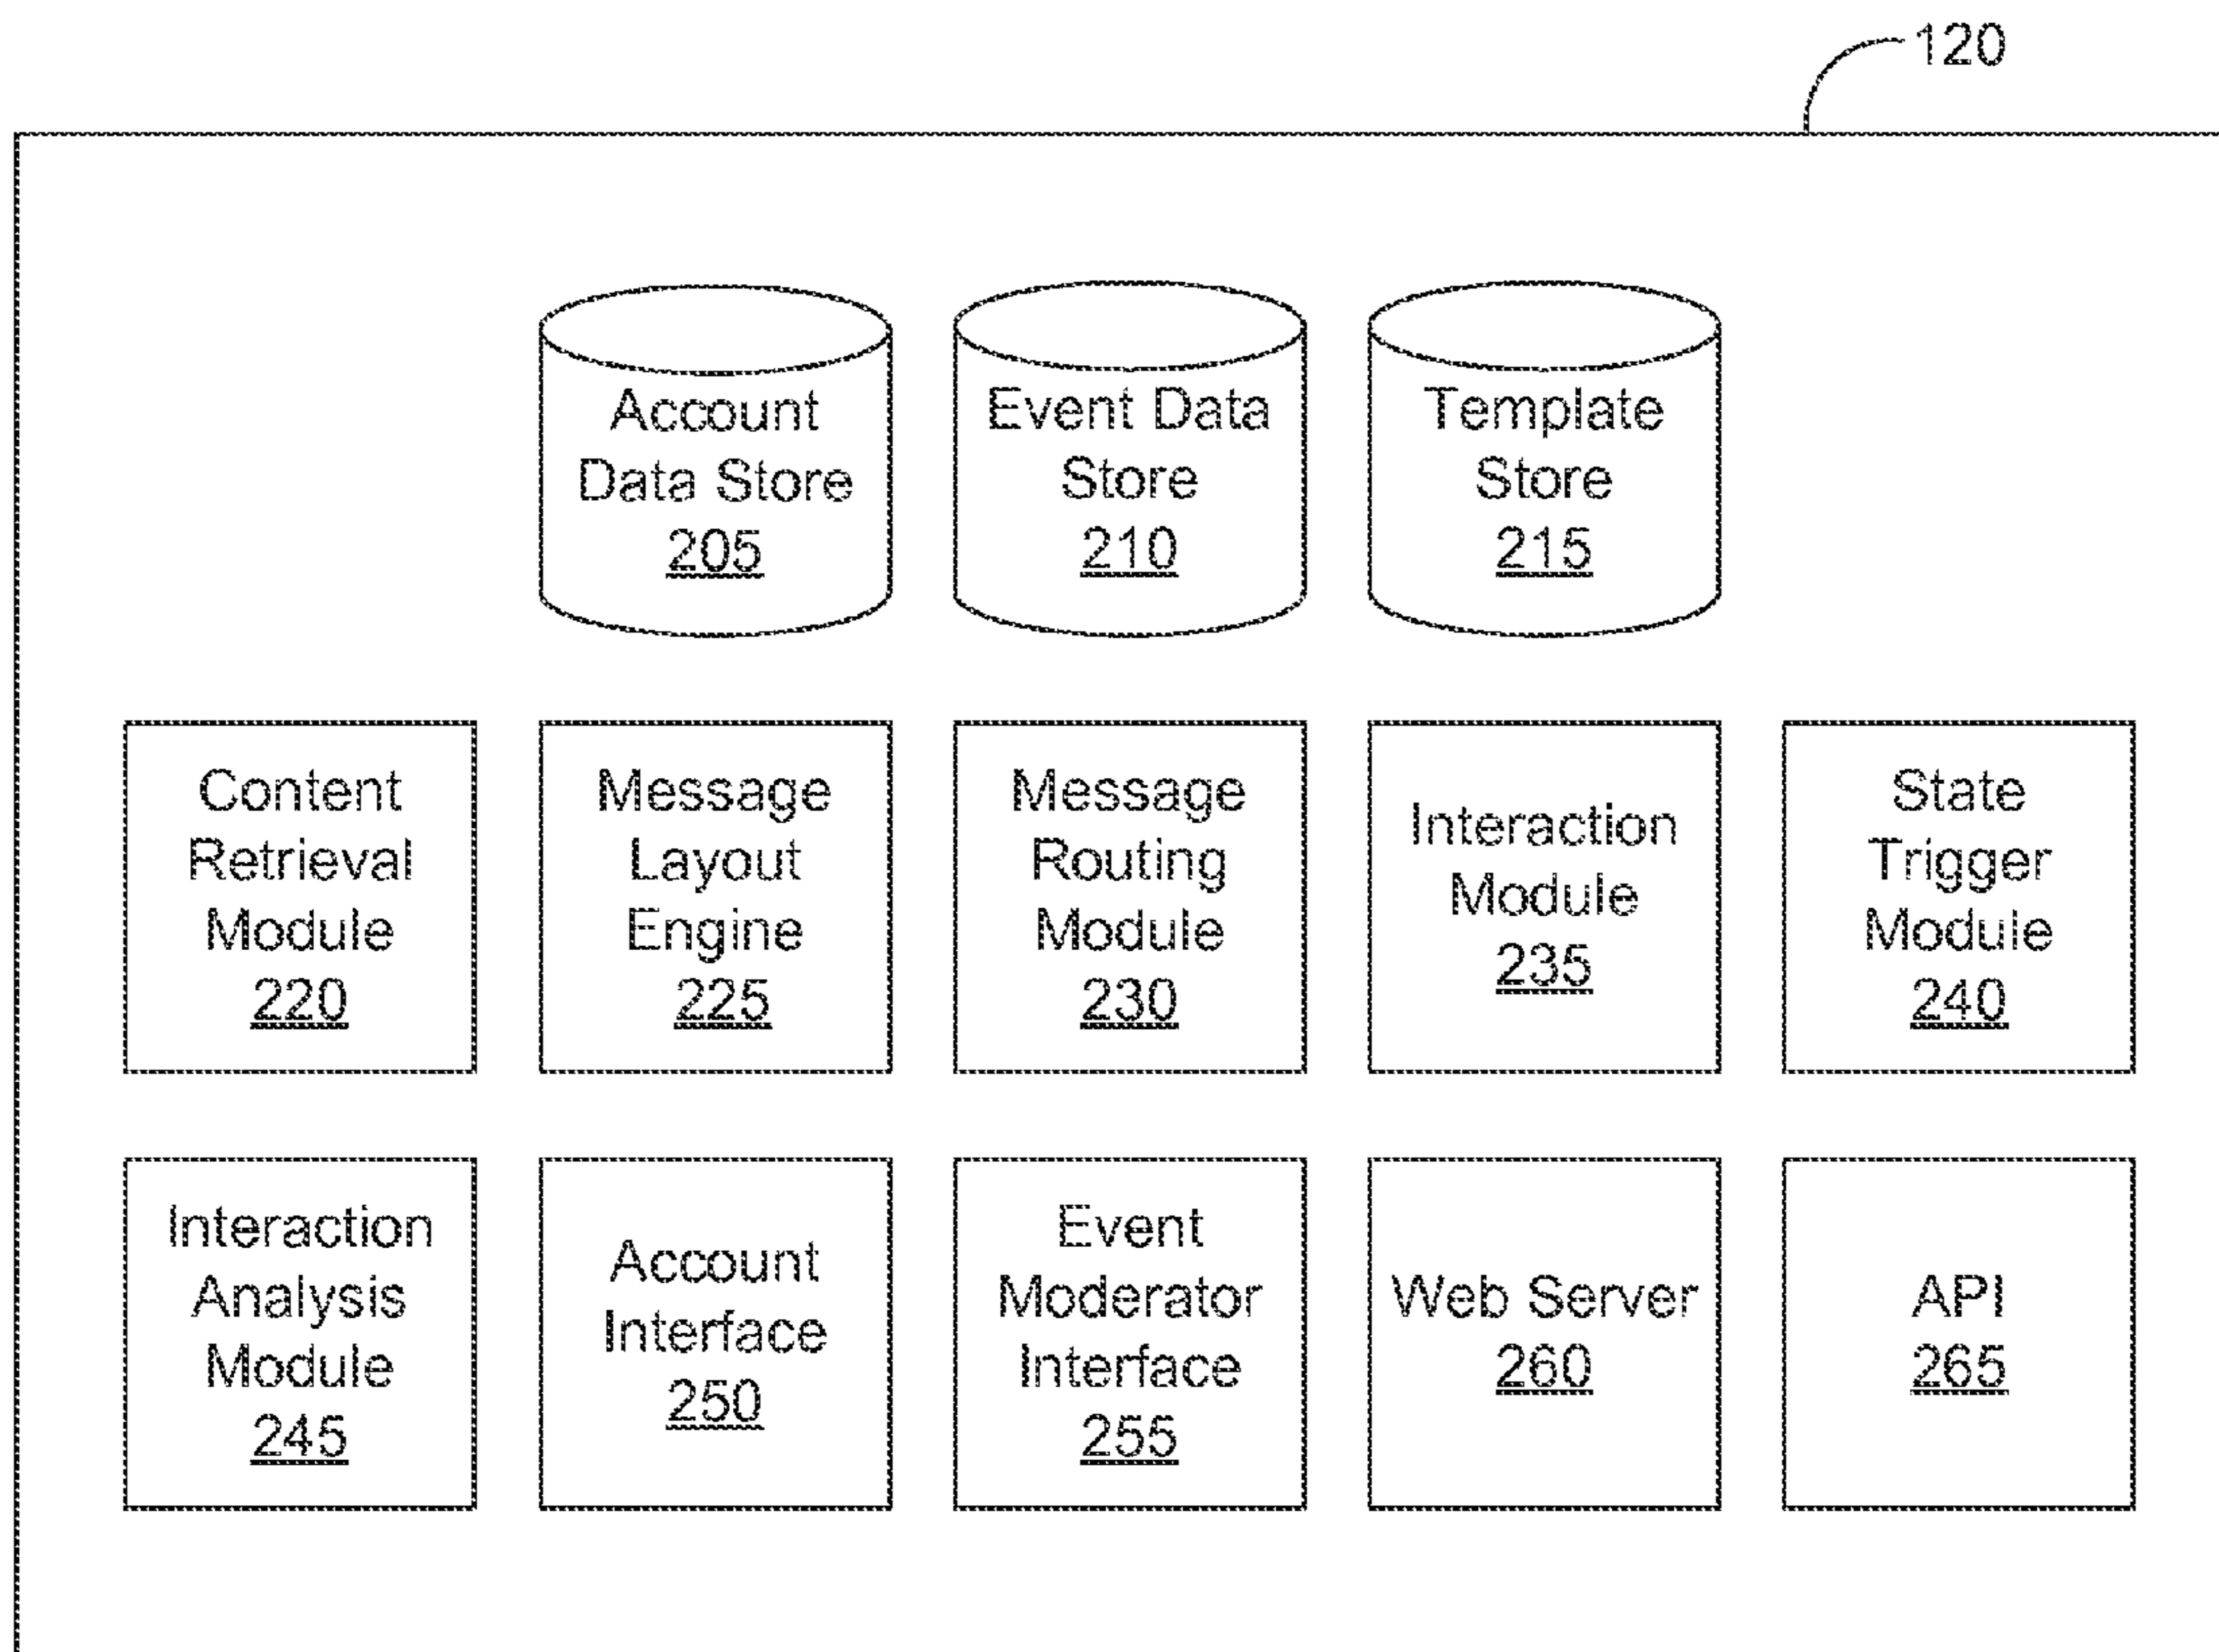 120
Account
Data Store
205
Event Data
Store
210
Template
Store
215
Content
Retrieval
Module
220
Message
Layout
Engine
225
Message
Routing
Module
230
Interaction
Module
235
State
Trigger
Module
240
Interaction
Analysis
Module
245
Account
Interface
250
Event
Moderator
Interface
255
Web Server
260
API
265